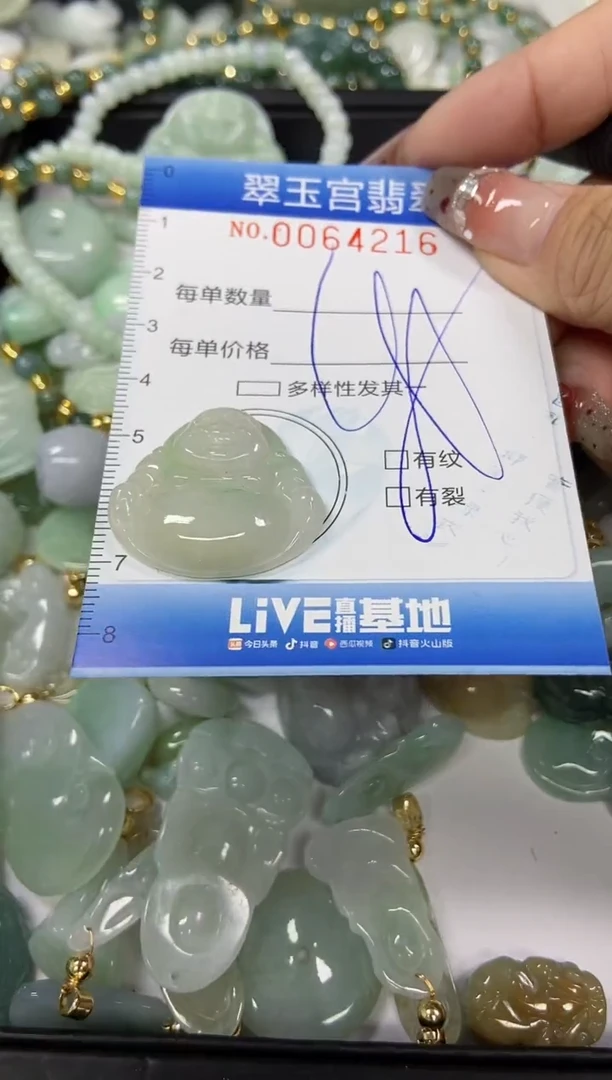 翠玉宫翡
NO.0064216
每单数量
每单价格
多样性发其一
有纹
有裂
LiVE直播基地
今日头条 抖音 西瓜视频 抖音火山版
0
1
2
3
4
5
7
8